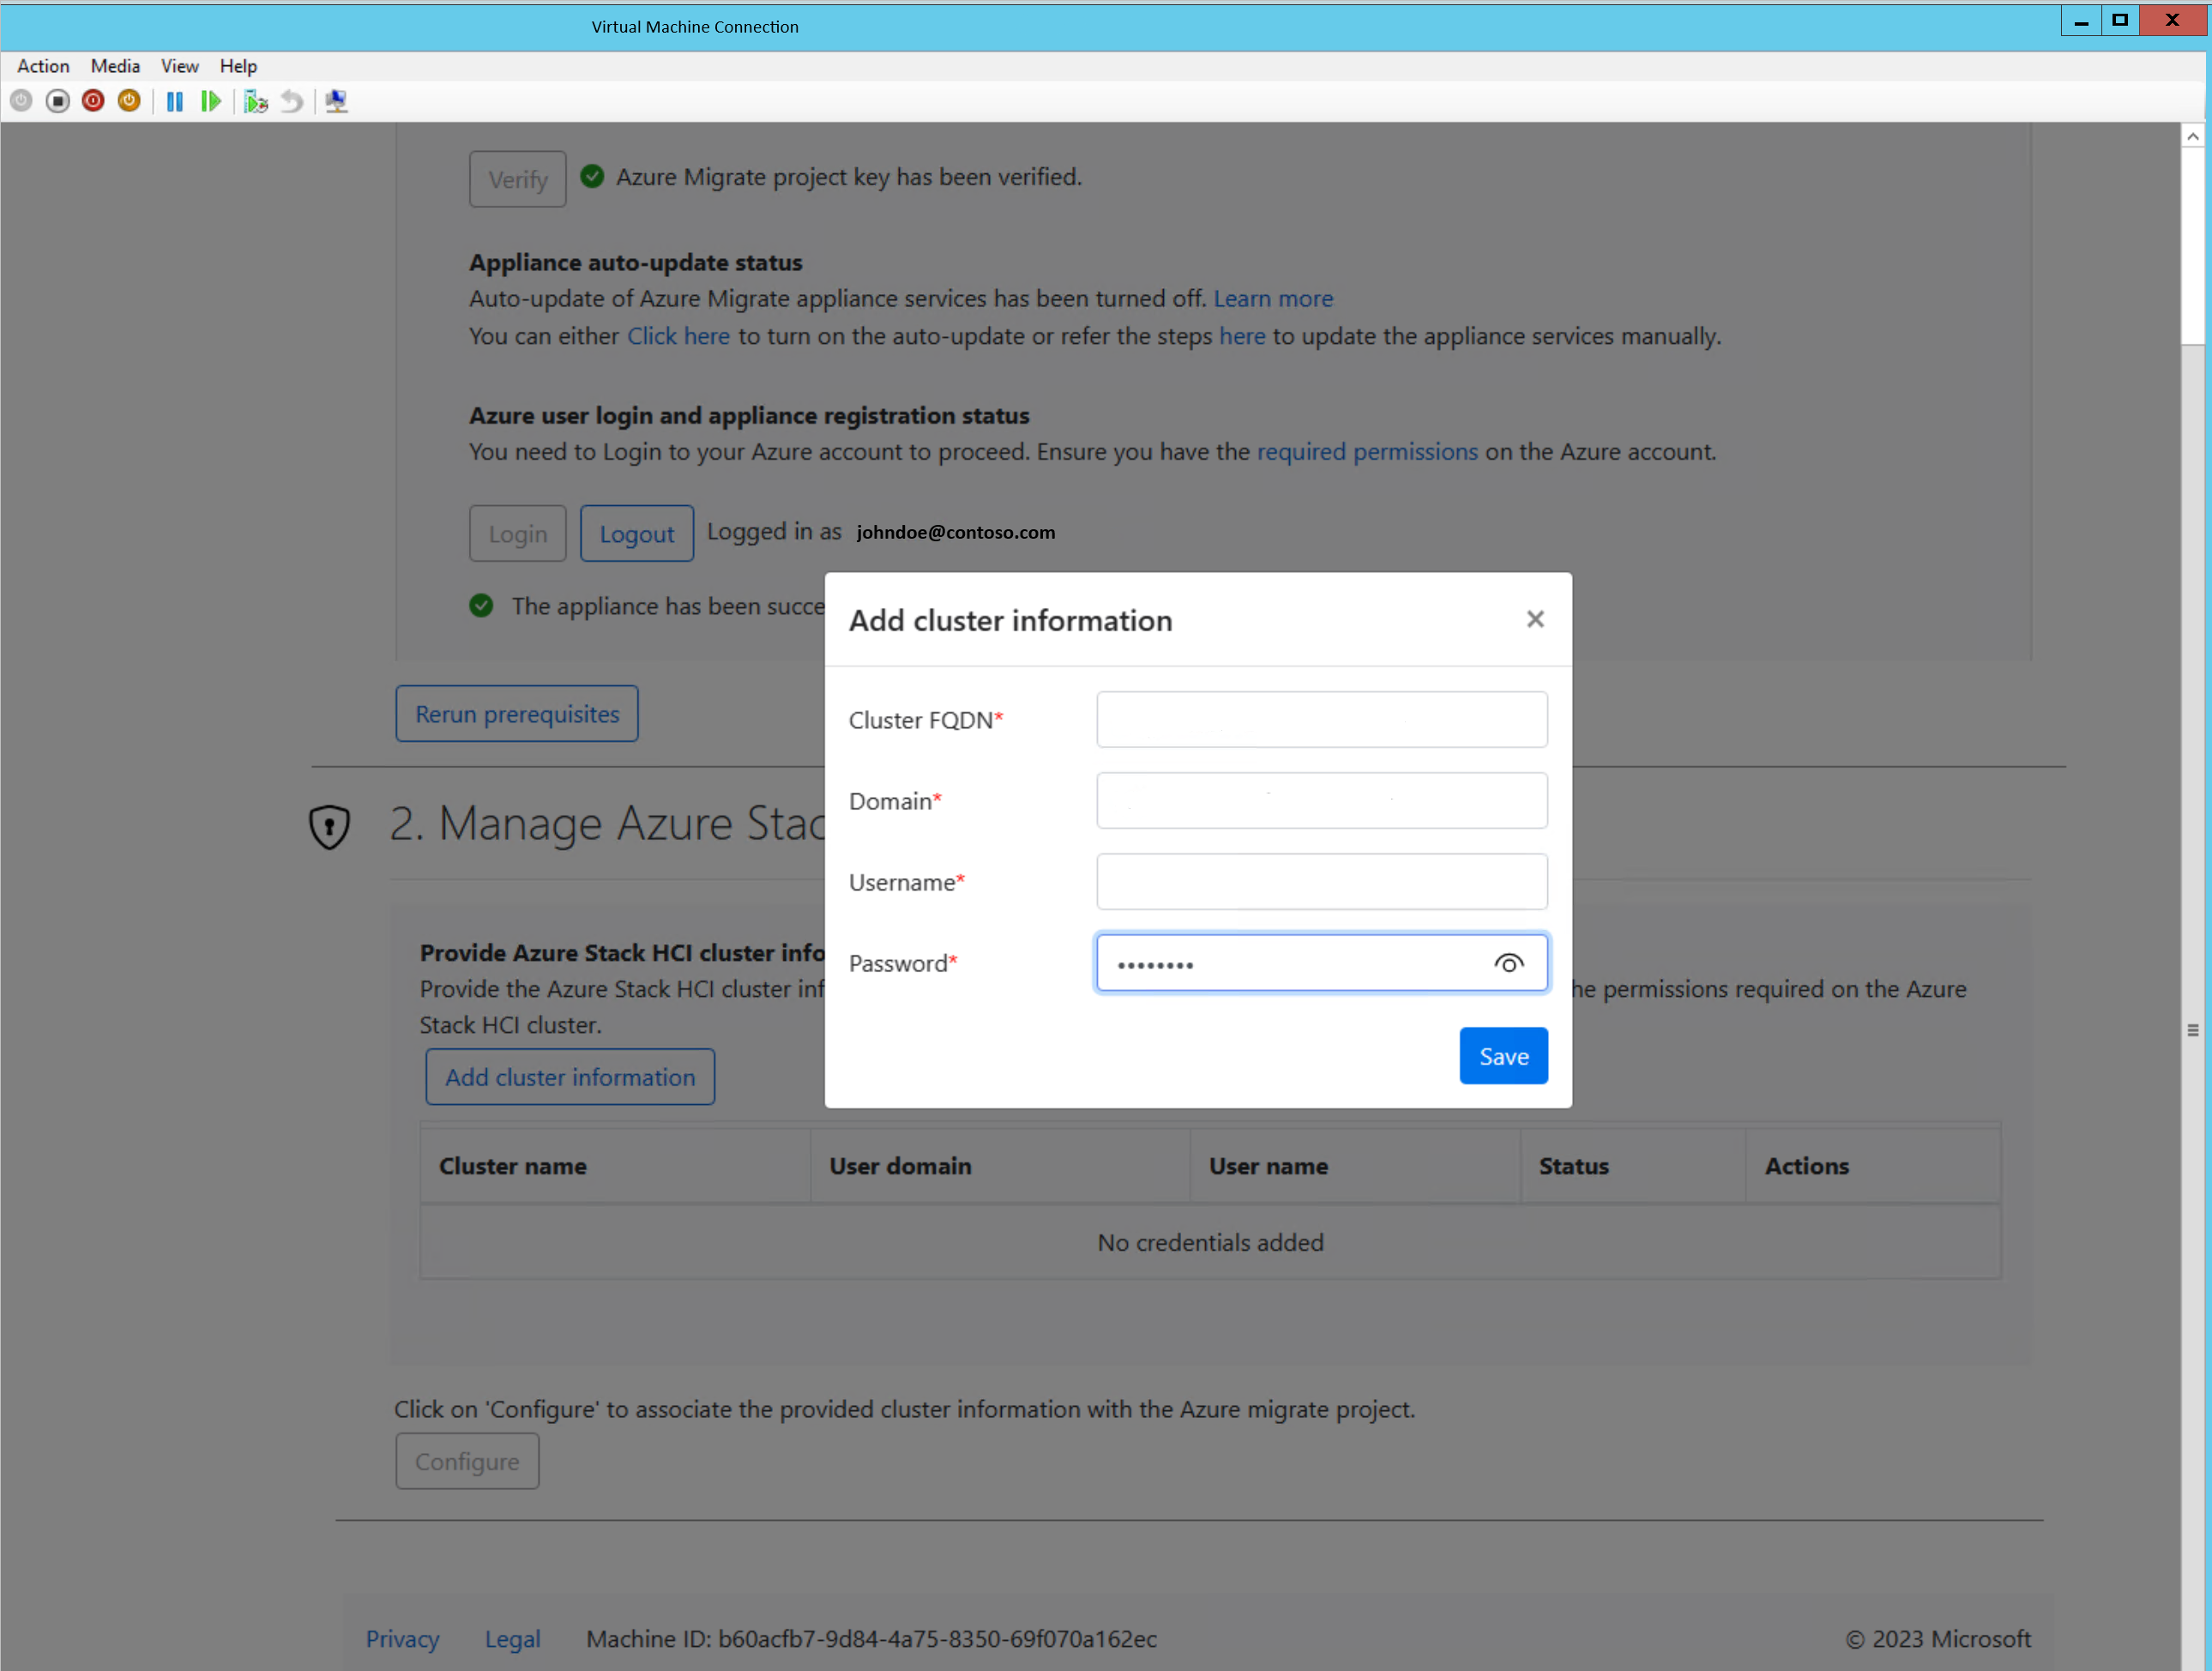 Virtual Machine Connection
Action Media View Help
Verify Azure Migrate project key has been verified.
Appliance auto-update status
Auto-update of Azure Migrate appliance services has been turned off. Learn more
You can either Click here to turn on the auto-update or refer the steps here to update the appliance services manually.
Azure user login and appliance registration status
You need to Login to your Azure account to proceed. Ensure you have the required permissions on the Azure account.
Login Logout Logged in as johndoe@contoso.com
The appliance has been succe
Rerun prerequisites
Add cluster information
Cluster FQDN*
Domain*
Username*
Password* ••••••••
Save
2. Manage Azure Stac
Provide Azure Stack HCI cluster info
Provide the Azure Stack HCI cluster inf he permissions required on the Azure
Stack HCI cluster.
Add cluster information
Cluster name User domain User name Status Actions
No credentials added
Click on 'Configure' to associate the provided cluster information with the Azure migrate project.
Configure
Privacy Legal Machine ID: b60acfb7-9d84-4a75-8350-69f070a162ec © 2023 Microsoft